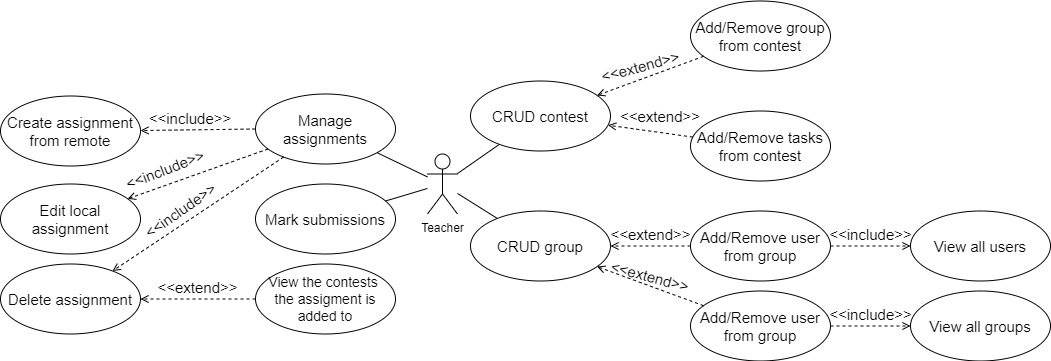 Add/Remove group
from contest
<<extend>>
CRUD contest
<<extend>>
Add/Remove tasks
from contest
Create assignment
from remote
<<include>>
Manage
assignments
<<include>>
Edit local
assignment
<<include>>
Mark submissions
Teacher
Delete assignment
<<extend>>
View the contests
the assigment is
added to
CRUD group
<<extend>>
Add/Remove user
from group
<<include>>
View all users
<<extend>>
Add/Remove user
from group
<<include>>
View all groups